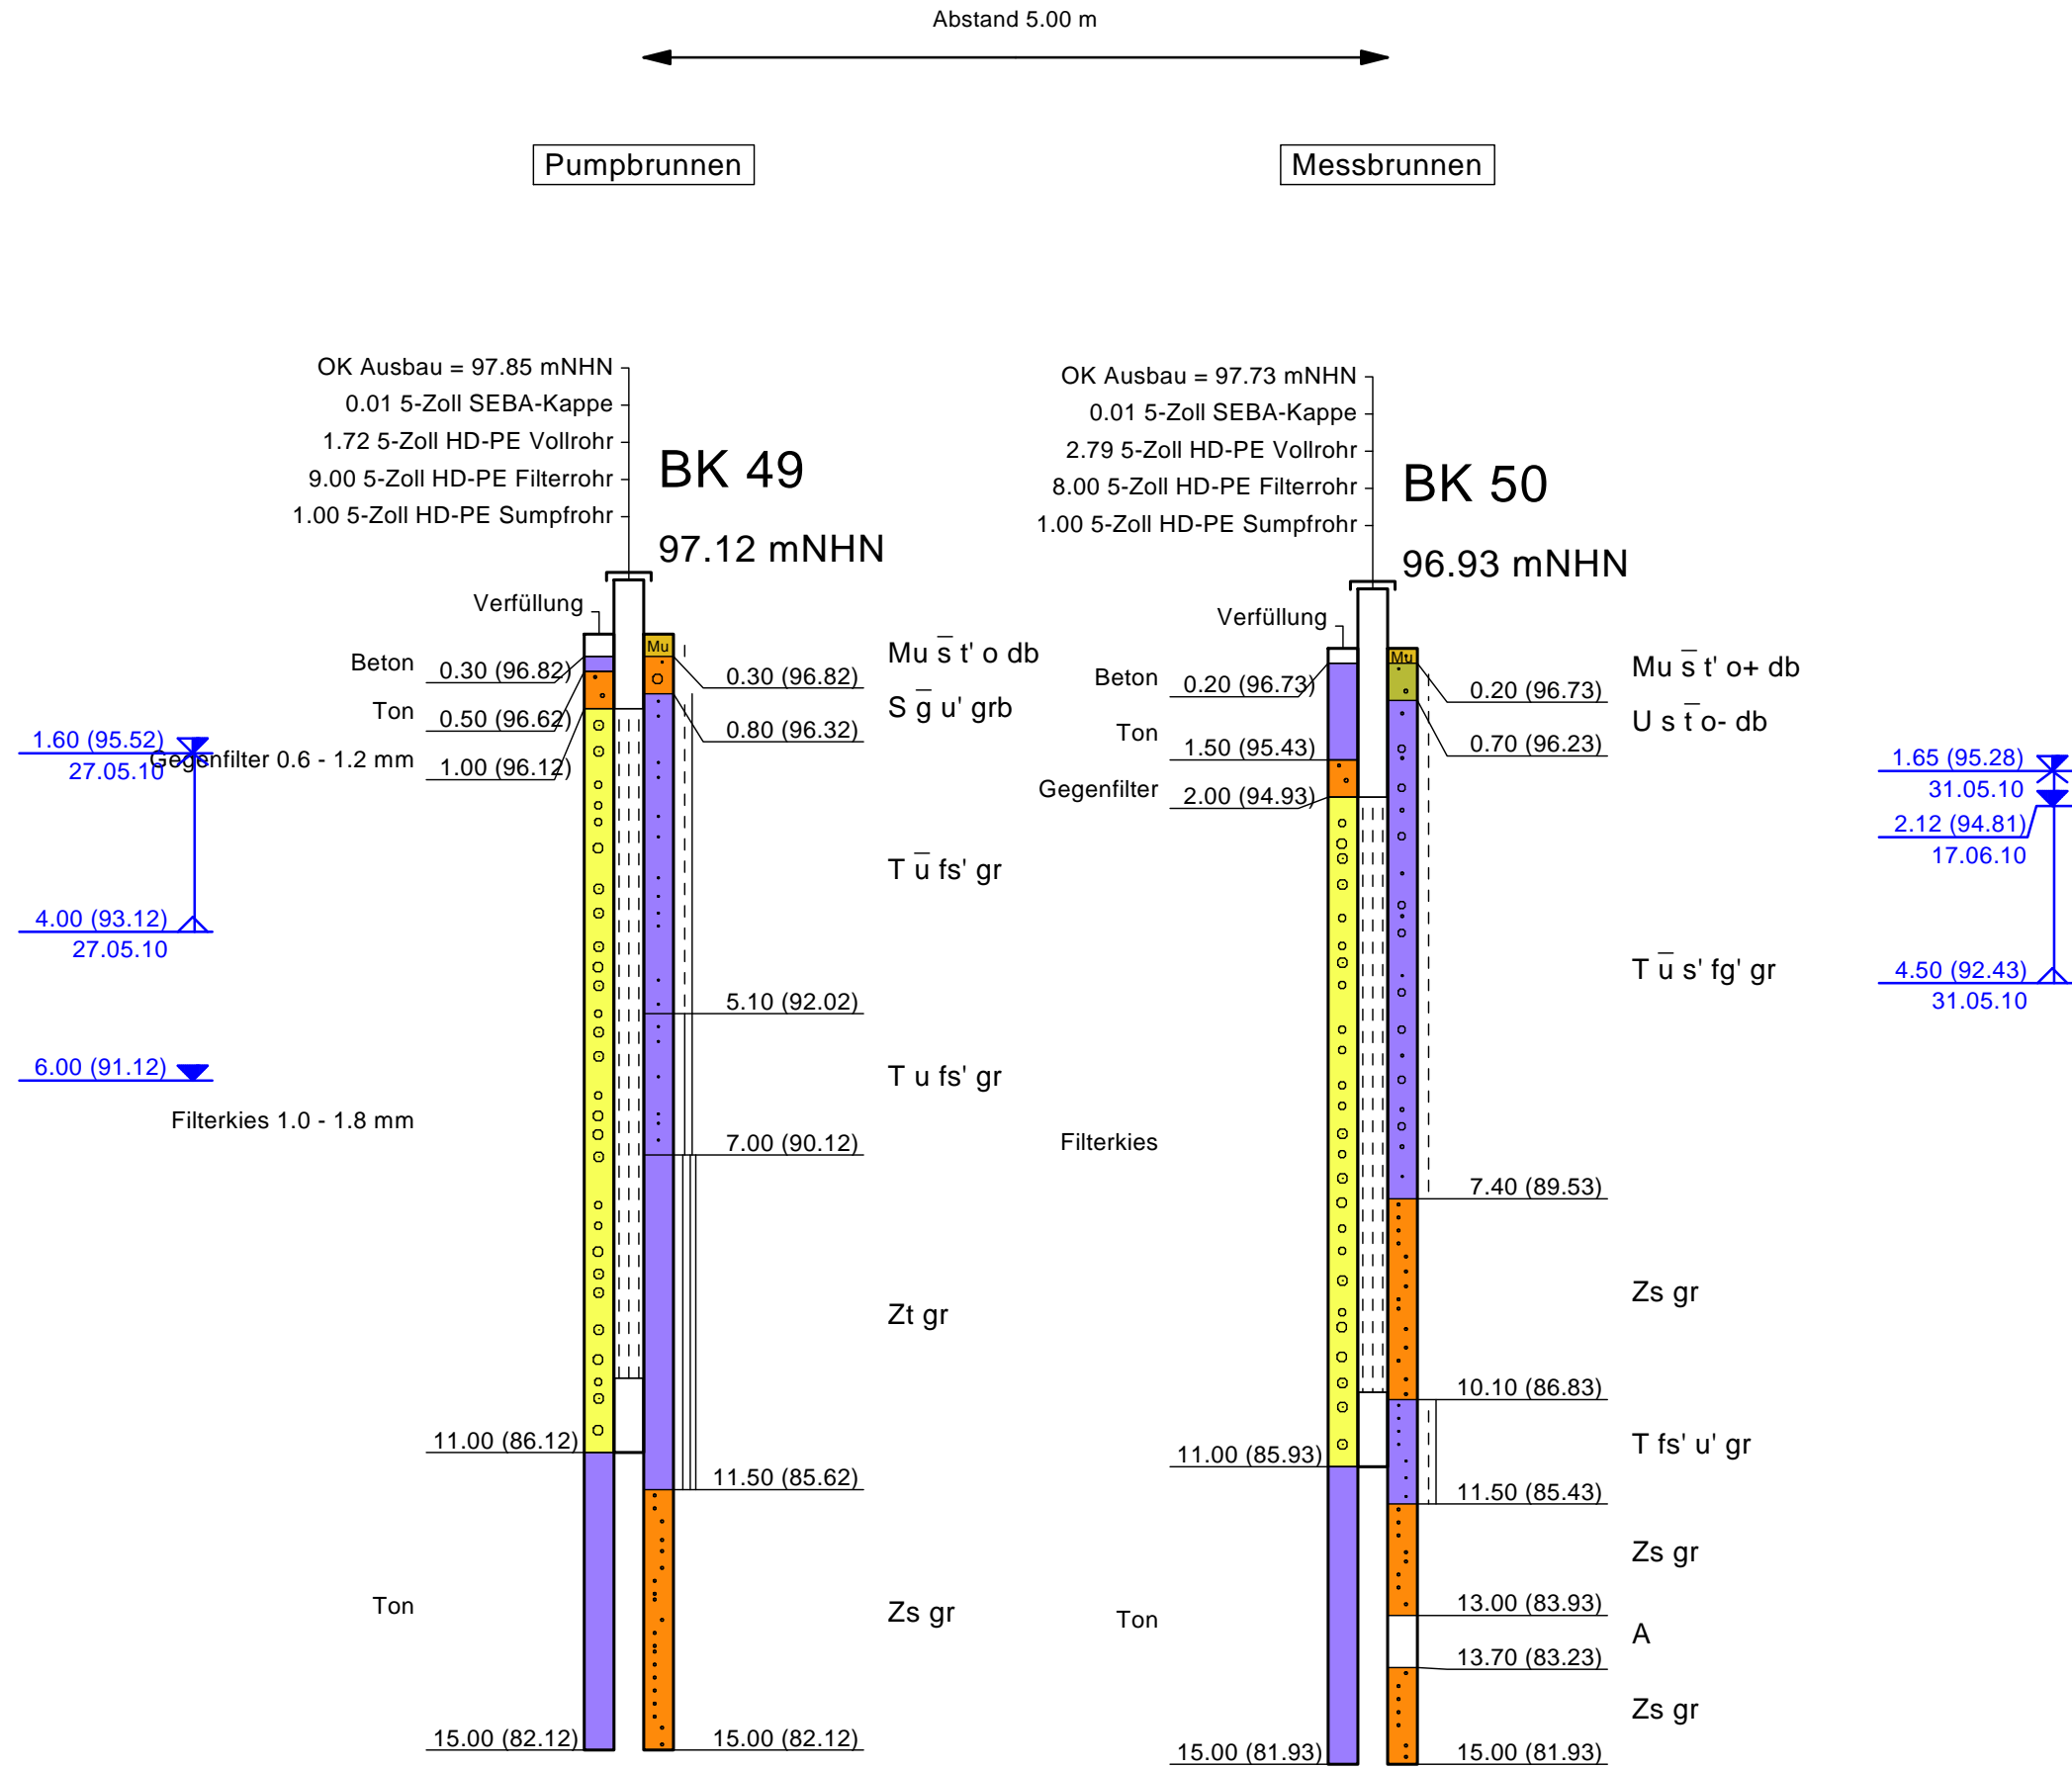 Abstand 5.00 m
Pumpbrunnen
Messbrunnen
OK Ausbau = 97.85 mNHN
0.01 5-Zoll SEBA-Kappe
1.72 5-Zoll HD-PE Vollrohr
9.00 5-Zoll HD-PE Filterrohr
1.00 5-Zoll HD-PE Sumpfrohr
BK 49
97.12 mNHN
Verfüllung
Beton
0.30 (96.82)
Ton
0.50 (96.62)
Gegenfilter 0.6 - 1.2 mm
1.00 (96.12)
Filterkies 1.0 - 1.8 mm
11.00 (86.12)
Ton
15.00 (82.12)
1.60 (95.52)
27.05.10
4.00 (93.12)
27.05.10
6.00 (91.12)
Mu
0.30 (96.82)
0.80 (96.32)
5.10 (92.02)
7.00 (90.12)
11.50 (85.62)
15.00 (82.12)
Mu s̅ t' o db
S g̅ u' grb
T u̅ fs' gr
T u fs' gr
Zt gr
Zs gr
OK Ausbau = 97.73 mNHN
0.01 5-Zoll SEBA-Kappe
2.79 5-Zoll HD-PE Vollrohr
8.00 5-Zoll HD-PE Filterrohr
1.00 5-Zoll HD-PE Sumpfrohr
BK 50
96.93 mNHN
Verfüllung
Beton
0.20 (96.73)
Ton
1.50 (95.43)
Gegenfilter
2.00 (94.93)
Filterkies
11.00 (85.93)
Ton
15.00 (81.93)
Mu
0.20 (96.73)
0.70 (96.23)
7.40 (89.53)
10.10 (86.83)
11.50 (85.43)
13.00 (83.93)
13.70 (83.23)
15.00 (81.93)
Mu s̅ t' o+ db
U s t̅ o- db
T u̅ s' fg' gr
Zs gr
T fs' u' gr
Zs gr
A
Zs gr
1.65 (95.28)
31.05.10
2.12 (94.81)
17.06.10
4.50 (92.43)
31.05.10